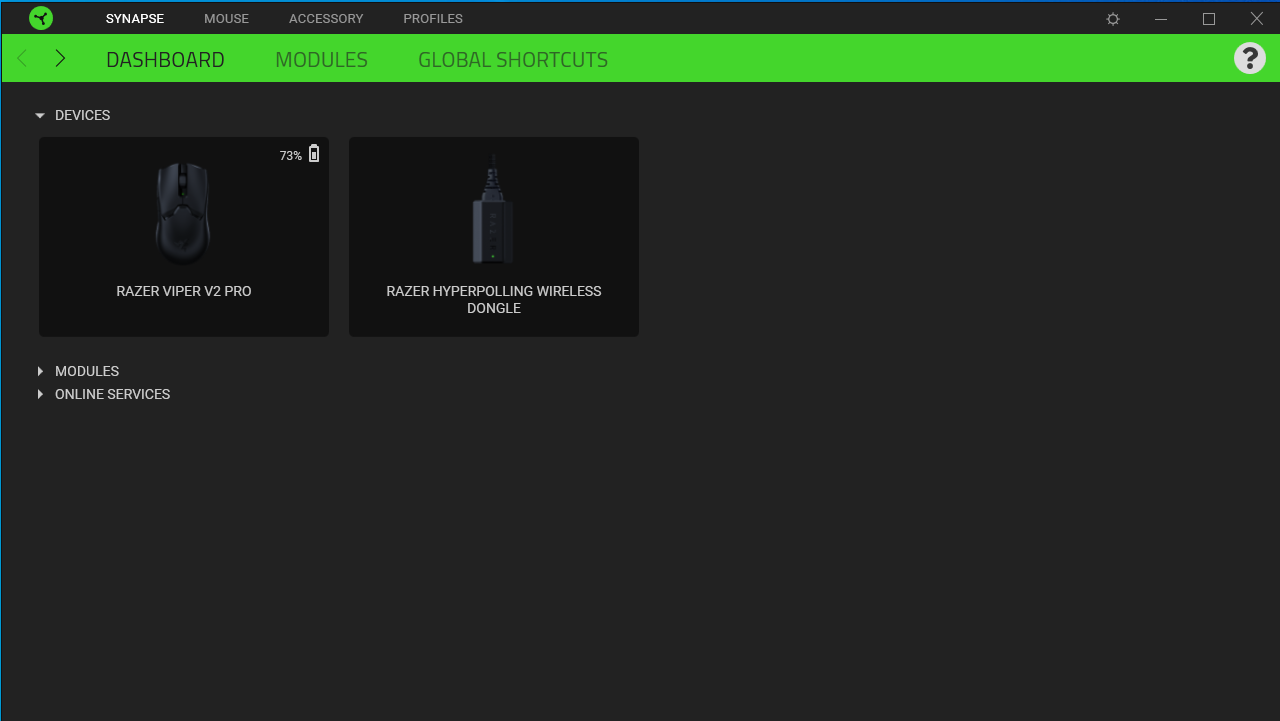 SYNAPSE MOUSE ACCESSORY PROFILES
DASHBOARD MODULES GLOBAL SHORTCUTS ?
DEVICES
73%
RAZER
RAZER VIPER V2 PRO
RAZER HYPERPOLLING WIRELESS
DONGLE
MODULES
ONLINE SERVICES